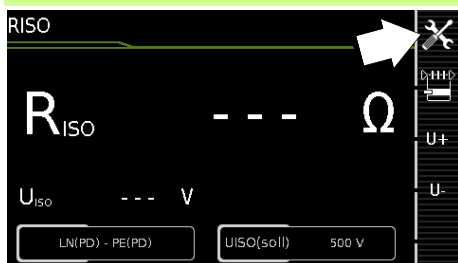 RISO
RISO --- Ω
UISO --- V
LN(PD) - PE(PD)
UISO(soll) 500 V
U+
U-